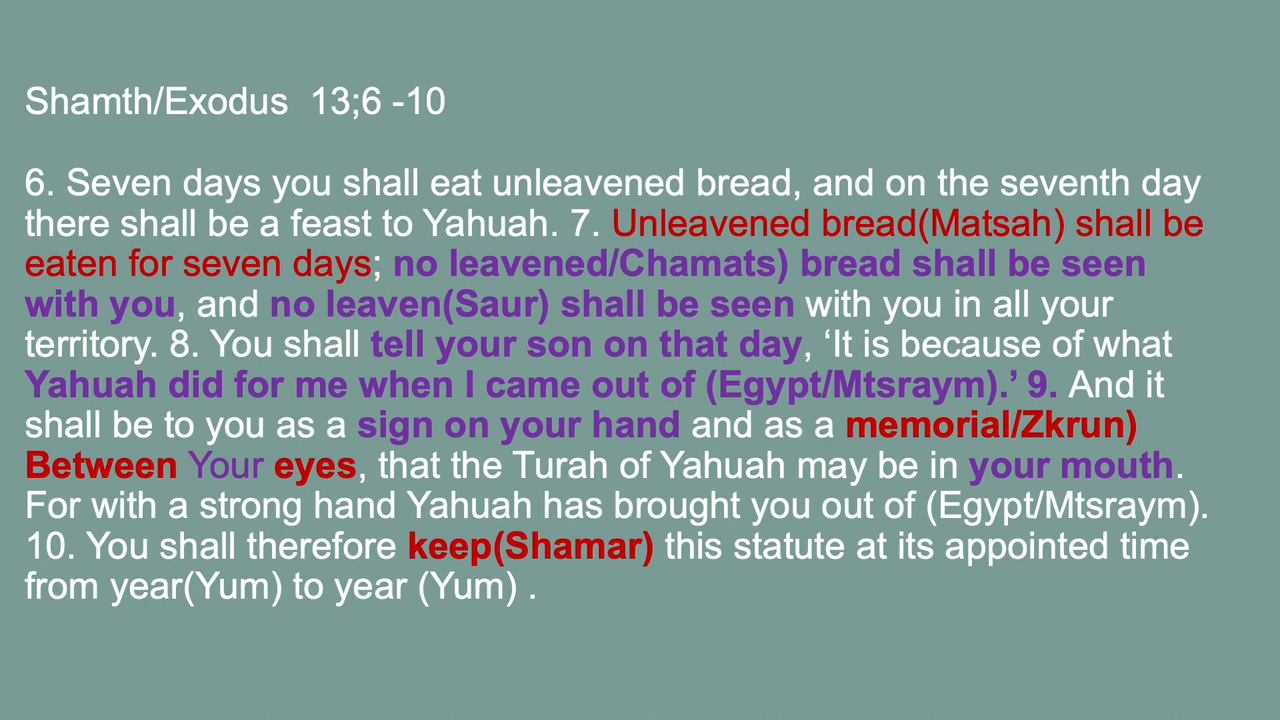 Shamth/Exodus  13;6 -10
6. Seven days you shall eat unleavened bread, and on the seventh day
there shall be a feast to Yahuah. 7. Unleavened bread(Matsah) shall be
eaten for seven days; no leavened/Chamats) bread shall be seen
with you, and no leaven(Saur) shall be seen with you in all your
territory. 8. You shall tell your son on that day, ‘It is because of what
Yahuah did for me when I came out of (Egypt/Mtsraym).’ 9. And it
shall be to you as a sign on your hand and as a memorial/Zkrun)
Between Your eyes, that the Turah of Yahuah may be in your mouth.
For with a strong hand Yahuah has brought you out of (Egypt/Mtsraym).
10. You shall therefore keep(Shamar) this statute at its appointed time
from year(Yum) to year (Yum) .